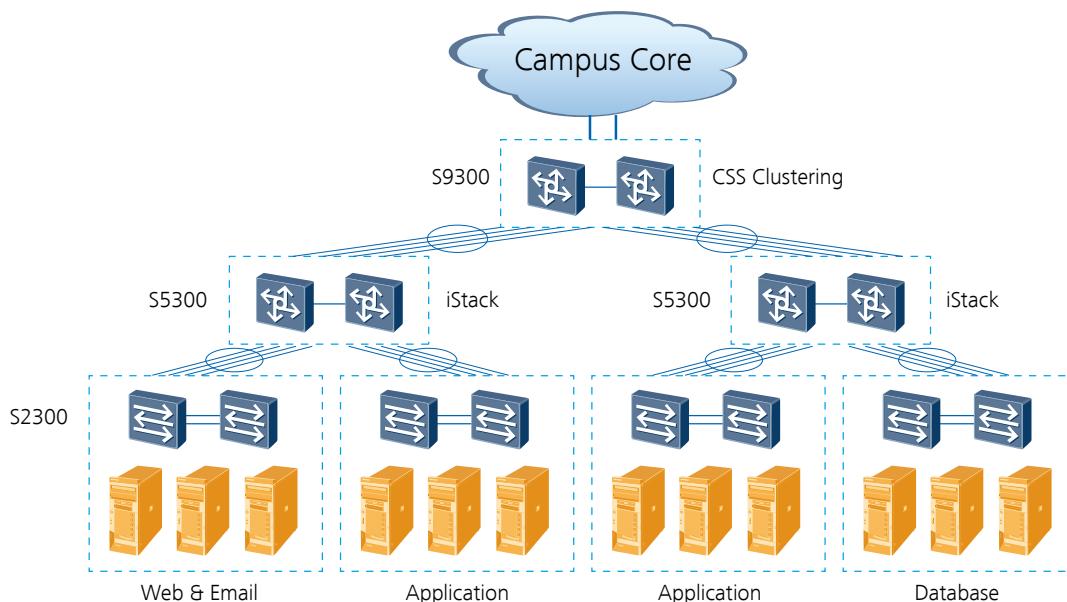 Campus Core
S9300
CSS Clustering
S5300
iStack
S5300
iStack
S2300
Web & Email
Application
Application
Database